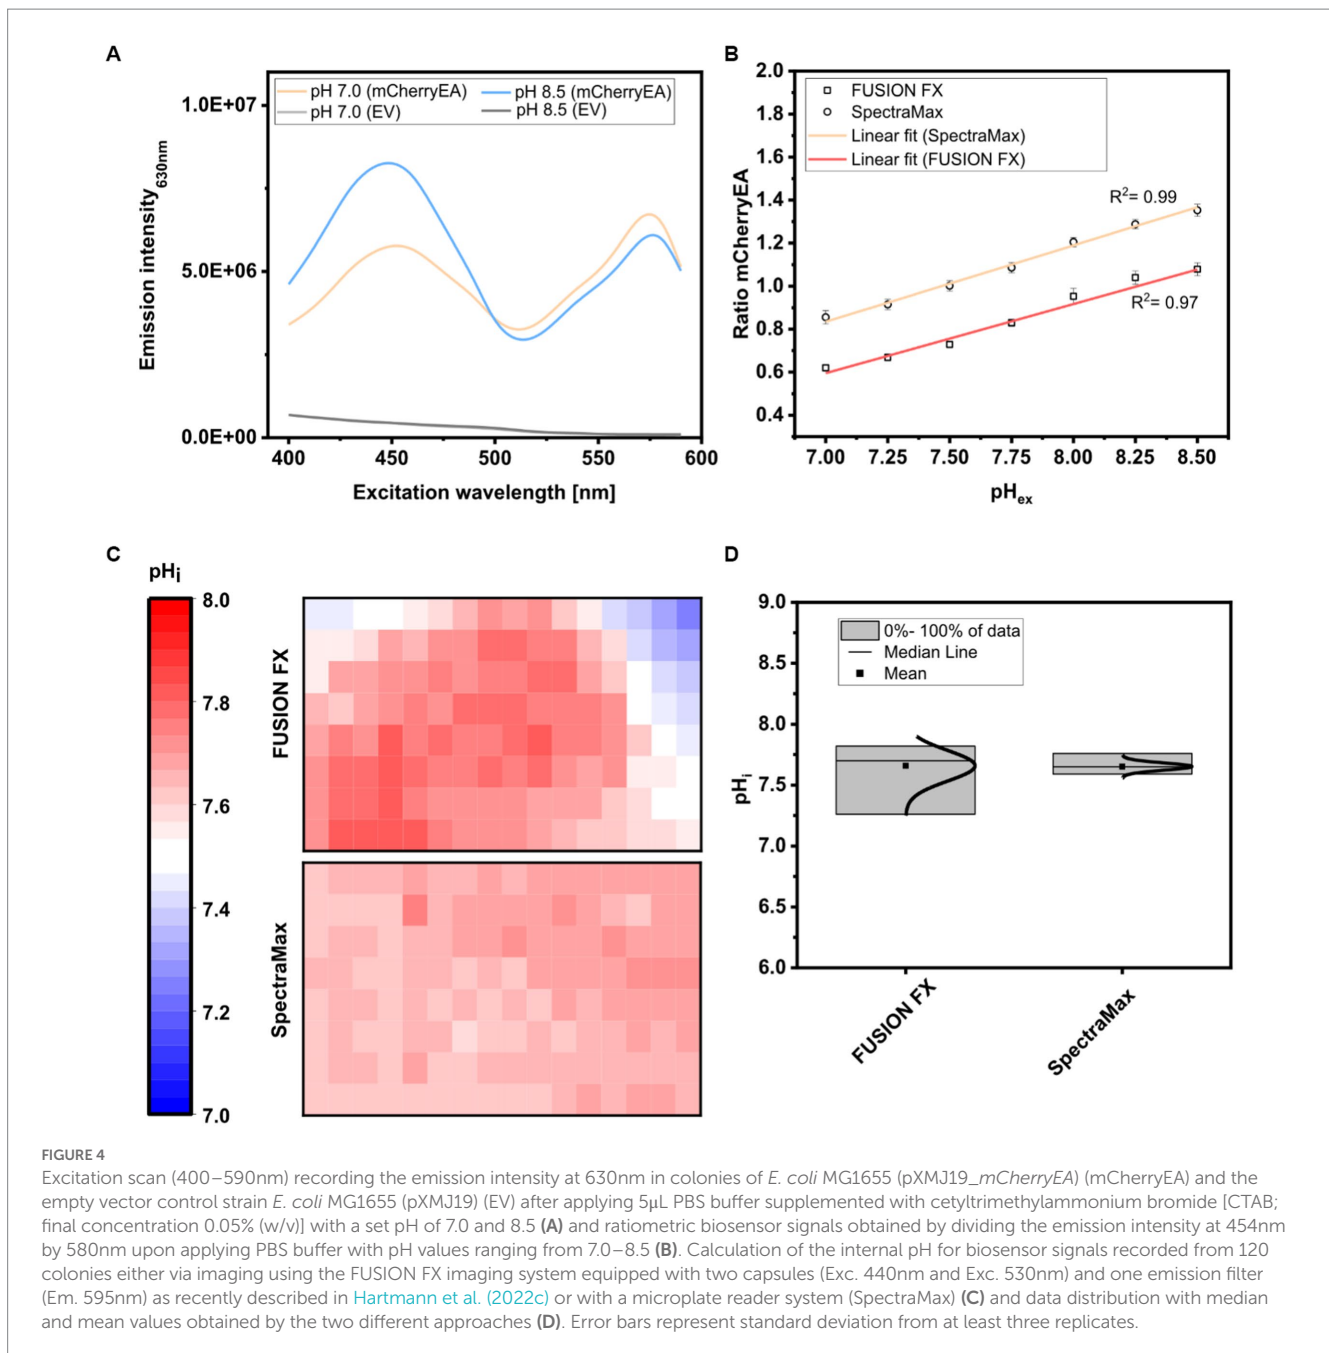 A
Emission intensity630nm
1.0E+07
5.0E+06
0.0E+00
pH 7.0 (mCherryEA)
pH 8.5 (mCherryEA)
pH 7.0 (EV)
pH 8.5 (EV)
400
450
500
550
600
Excitation wavelength [nm]
B
Ratio mCherryEA
2.0
1.8
1.6
1.4
1.2
1.0
0.8
0.6
0.4
FUSION FX
SpectraMax
Linear fit (SpectraMax)
Linear fit (FUSION FX)
R²= 0.99
R²= 0.97
7.00
7.25
7.50
7.75
8.00
8.25
8.50
pHex
C
pHi
8.0
7.8
7.6
7.4
7.2
7.0
FUSION FX
SpectraMax
D
pHi
9.0
8.5
8.0
7.5
7.0
6.5
6.0
0%- 100% of data
Median Line
Mean
FUSION FX
SpectraMax
FIGURE 4
Excitation scan (400–590nm) recording the emission intensity at 630nm in colonies of E. coli MG1655 (pXMJ19_mCherryEA) (mCherryEA) and the
empty vector control strain E. coli MG1655 (pXMJ19) (EV) after applying 5μL PBS buffer supplemented with cetyltrimethylammonium bromide [CTAB;
final concentration 0.05% (w/v)] with a set pH of 7.0 and 8.5 (A) and ratiometric biosensor signals obtained by dividing the emission intensity at 454nm
by 580nm upon applying PBS buffer with pH values ranging from 7.0–8.5 (B). Calculation of the internal pH for biosensor signals recorded from 120
colonies either via imaging using the FUSION FX imaging system equipped with two capsules (Exc. 440nm and Exc. 530nm) and one emission filter
(Em. 595nm) as recently described in Hartmann et al. (2022c) or with a microplate reader system (SpectraMax) (C) and data distribution with median
and mean values obtained by the two different approaches (D). Error bars represent standard deviation from at least three replicates.